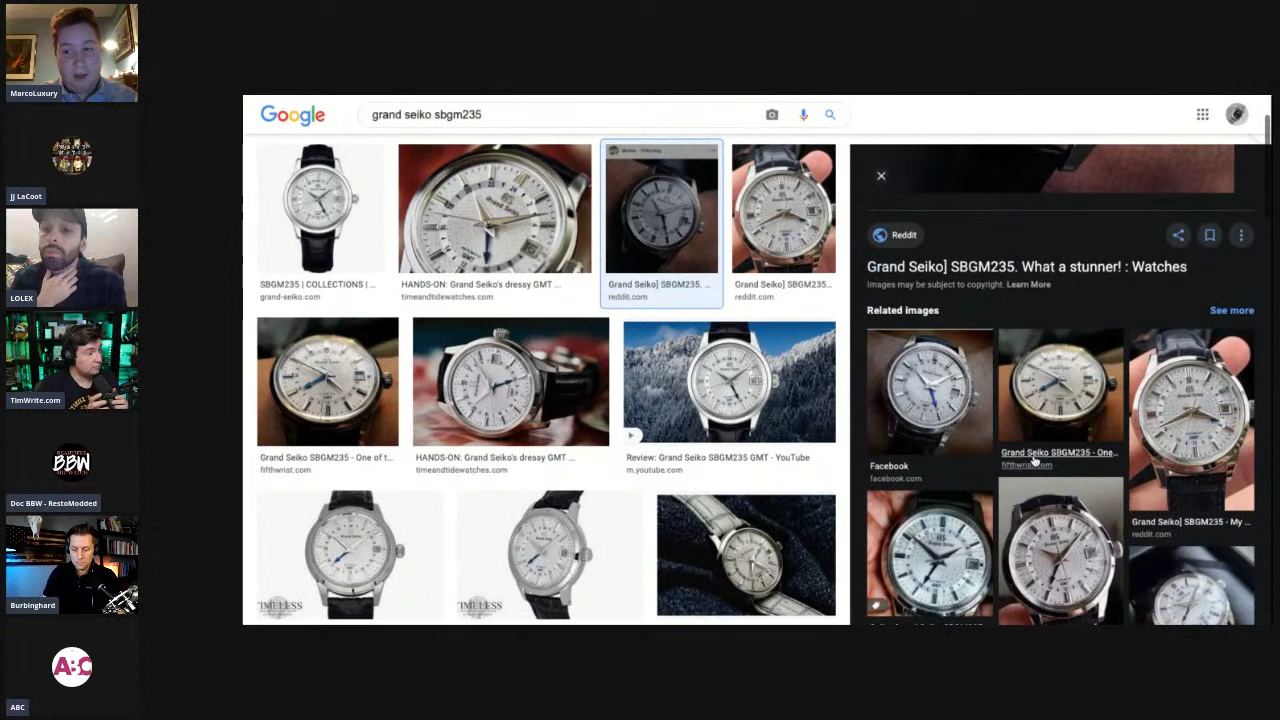 MarcoLuxury
JJ LaCoot
LOLEX
TimWrite.com
BBW
Doc BBW - RestoModded
Burbinghard
ABC
ABC
Google
grand seiko sbgm235
SBGM235 | COLLECTIONS | ...
grand-seiko.com
HANDS-ON: Grand Seiko's dressy GMT ...
timeandtidewatches.com
Grand Seiko] SBGM235. ...
reddit.com
Grand Seiko] SBGM235...
reddit.com
Grand Seiko SBGM235 - One of t...
fifthwrist.com
HANDS-ON: Grand Seiko's dressy GMT ...
timeandtidewatches.com
Review: Grand Seiko SBGM235 GMT - YouTube
m.youtube.com
TIMELESS
TIMELESS
Reddit
Grand Seiko] SBGM235. What a stunner! : Watches
Images may be subject to copyright. Learn More
Related Images
See more
Facebook
facebook.com
Grand Seiko SBGM235 - One...
fifthwrist.com
Grand Seiko] SBGM235 - My ...
reddit.com